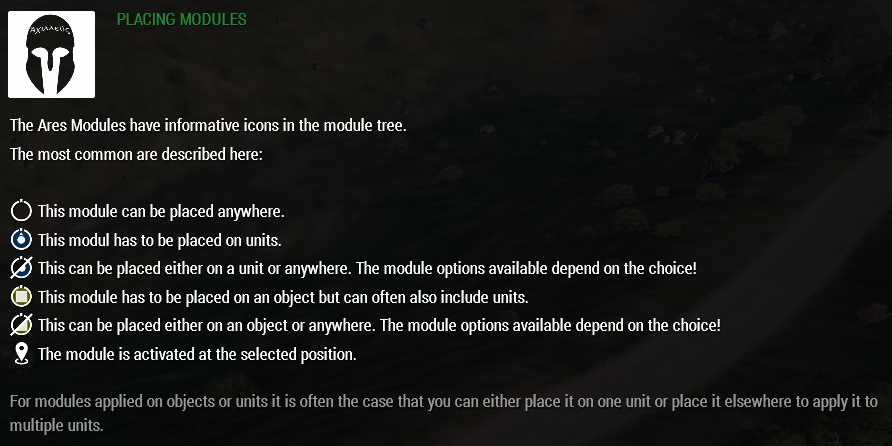 ΑΧΙΛΛΕΥΣ
PLACING MODULES
The Ares Modules have informative icons in the module tree.
The most common are described here:
This module can be placed anywhere.
This modul has to be placed on units.
This can be placed either on a unit or anywhere. The module options available depend on the choice!
This module has to be placed on an object but can often also include units.
This can be placed either on an object or anywhere. The module options available depend on the choice!
The module is activated at the selected position.
For modules applied on objects or units it is often the case that you can either place it on one unit or place it elsewhere to apply it to
multiple units.